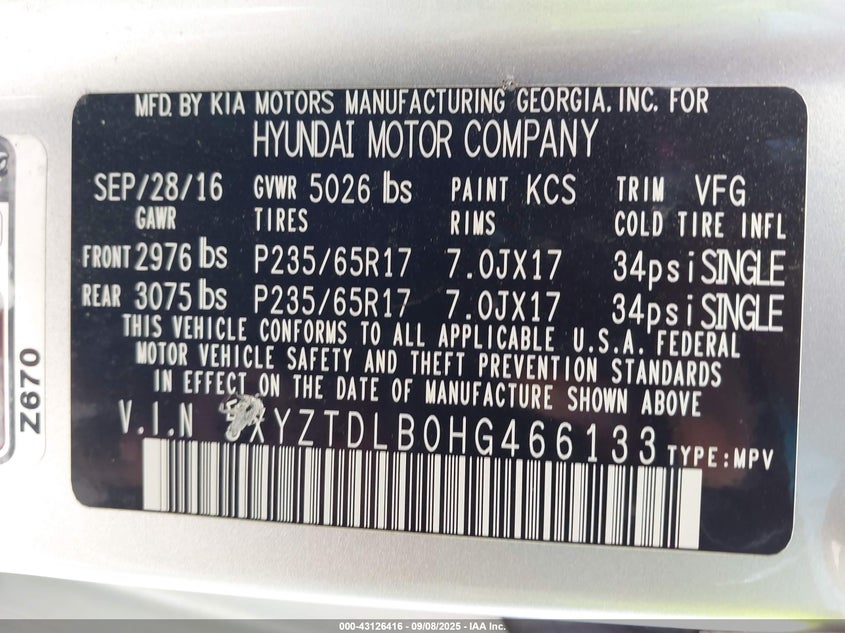 MFD. BY KIA MOTORS MANUFACTURING GEORGIA. INC. FOR
HYUNDAI MOTOR COMPANY
SEP/28/16 GVWR 5026 lbs PAINT KCS TRIM VFG
GAWR TIRES RIMS COLD TIRE INFL
FRONT 2976 lbs P235/65R17 7.0JX17 34psi SINGLE
REAR 3075 lbs P235/65R17 7.0JX17 34psi SINGLE
THIS VEHICLE CONFORMS TO ALL APPLICABLE U.S.A. FEDERAL
MOTOR VEHICLE SAFETY AND THEFT PREVENTION STANDARDS
IN EFFECT ON THE DATE OF MANUFACTURE SHOWN ABOVE
V.I.N XYZTDLB0HG466133 TYPE:MPV
Z670
000-43126416 - 09/08/2025 - IAA Inc.